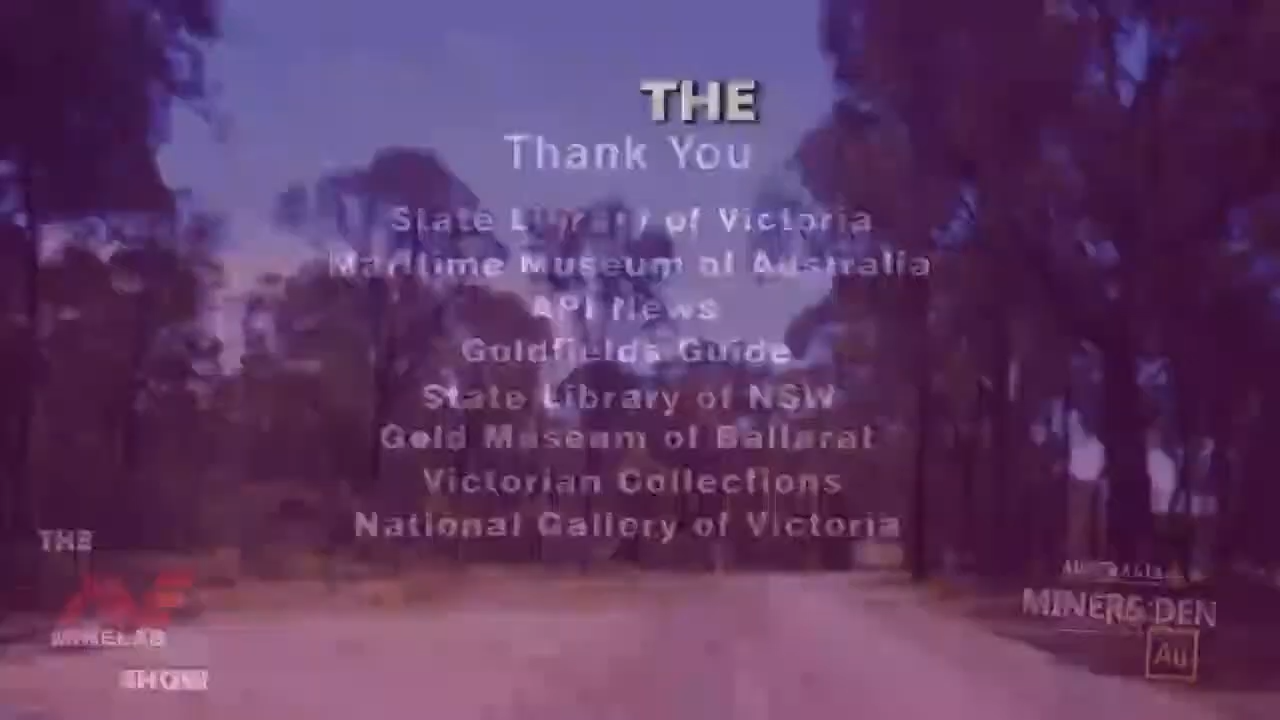 THE
Thank You
State Library of Victoria
Maritime Museum of Australia
API News
Goldfields Guide
State Library of NSW
Gold Museum of Ballarat
Victorian Collections
National Gallery of Victoria
THE
MINELAB
SHOW
AUSTRALIA
MINERS DEN
Au